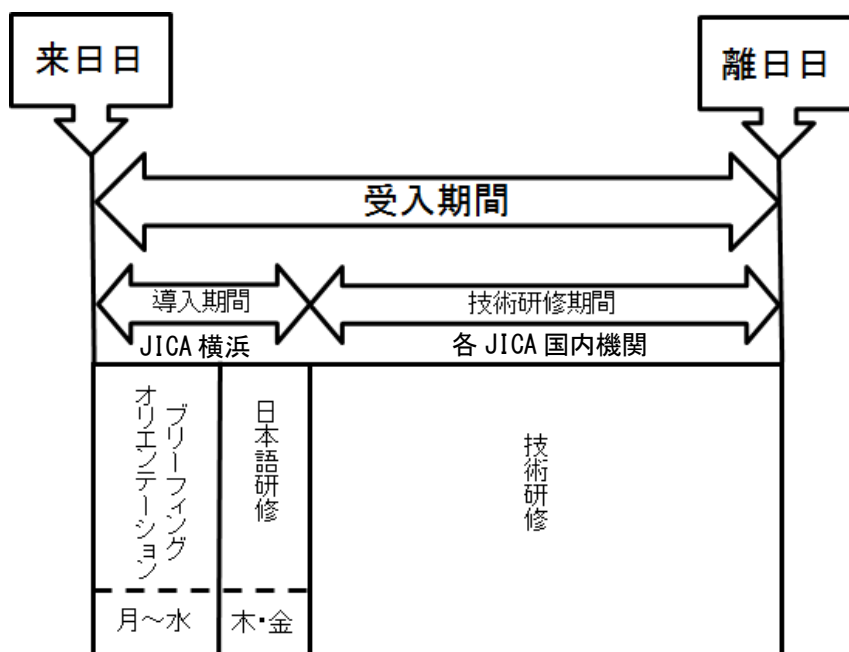 来日日
離日日
受入期間
導入期間
技術研修期間
JICA 横浜
各 JICA 国内機関
ブリーフィング
オリエンテーション
日本語研修
技術研修
月～水
木・金